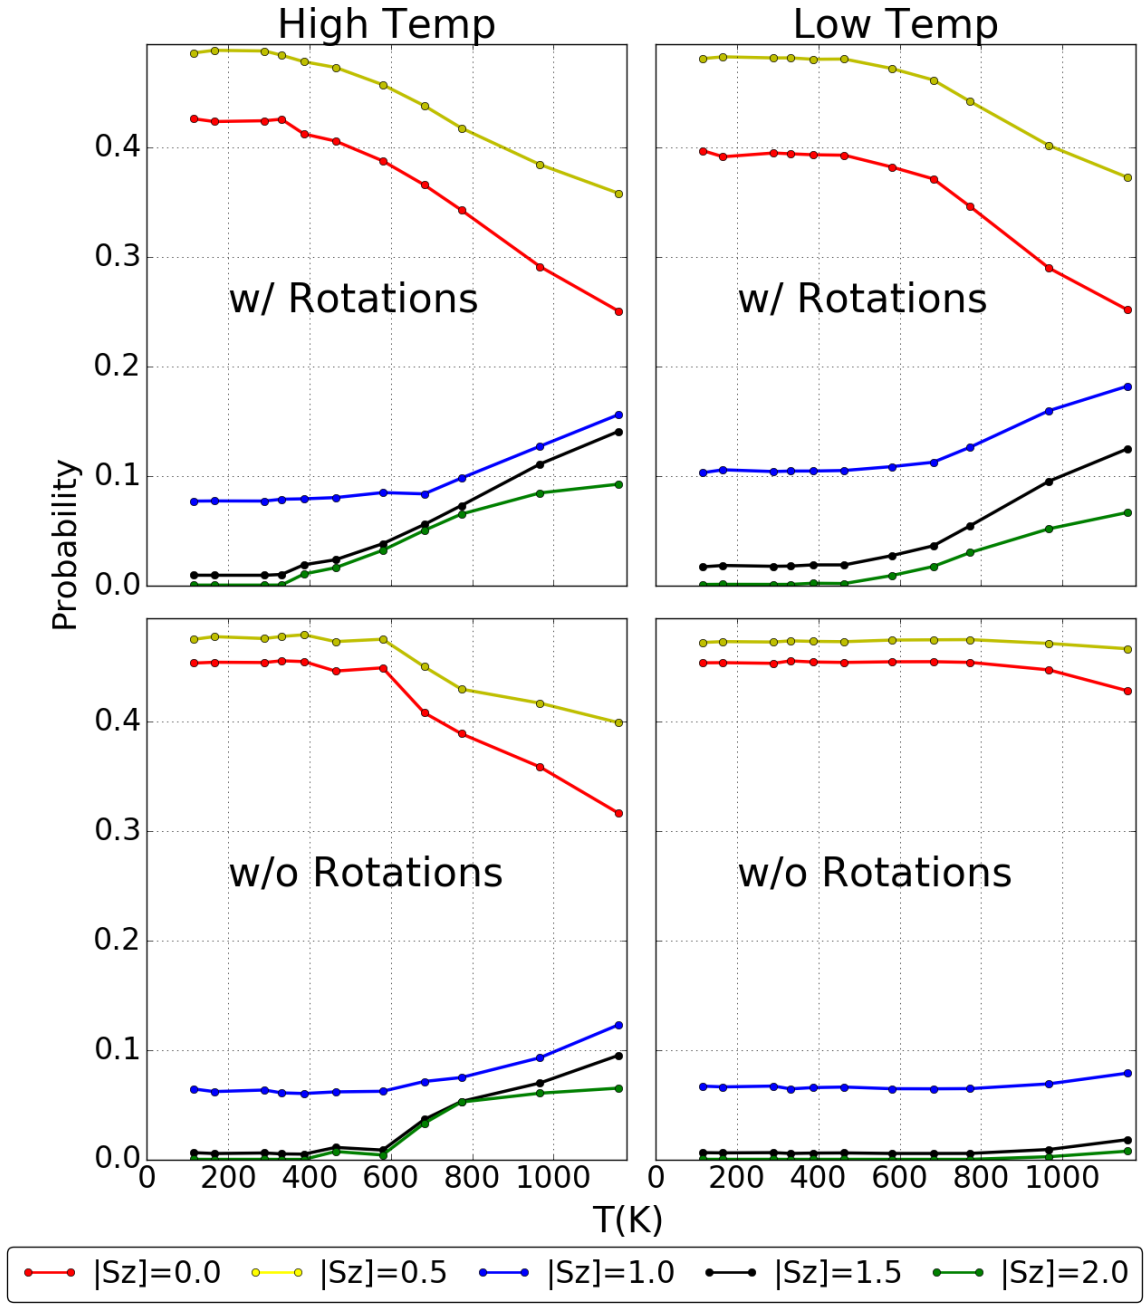 High Temp
Low Temp
0.4
0.3
w/ Rotations
w/ Rotations
0.2
0.1
0.0
Probability
0.4
0.3
w/o Rotations
w/o Rotations
0.2
0.1
0.0
0 200 400 600 800 1000
0 200 400 600 800 1000
T(K)
|Sz]=0.0 |Sz]=0.5 |Sz]=1.0 |Sz]=1.5 |Sz]=2.0